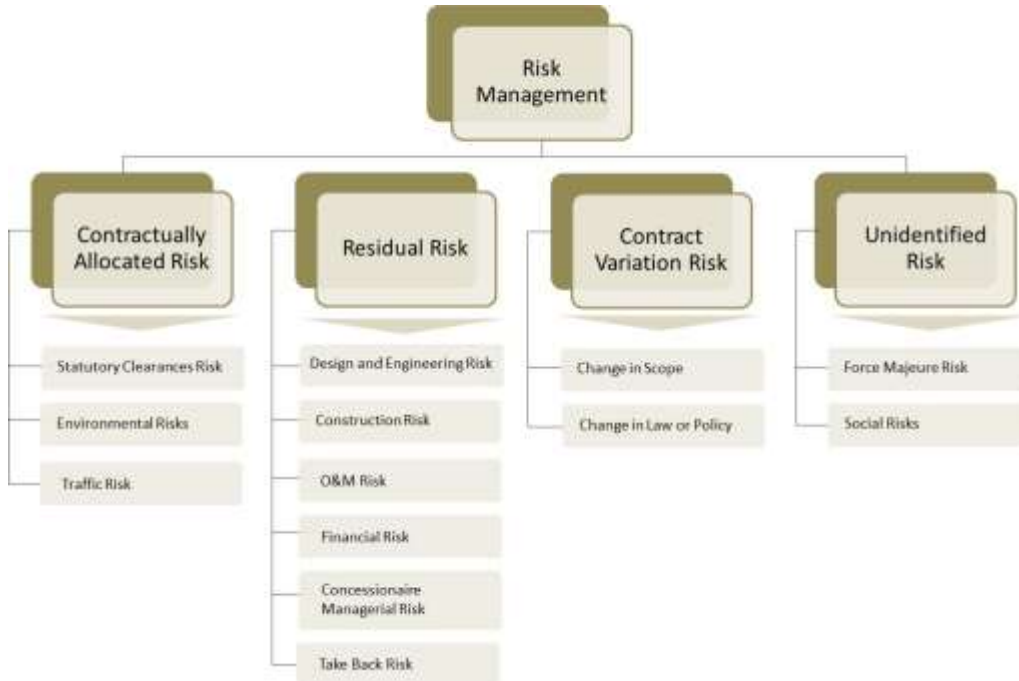 Risk
Management
Contractually
Allocated Risk
Statutory Clearances Risk
Environmental Risks
Traffic Risk
Residual Risk
Design and Engineering Risk
Construction Risk
O&M Risk
Financial Risk
Concessionaire
Managerial Risk
Take Back Risk
Contract
Variation Risk
Change in Scope
Change in Law or Policy
Unidentified
Risk
Force Majeure Risk
Social Risks